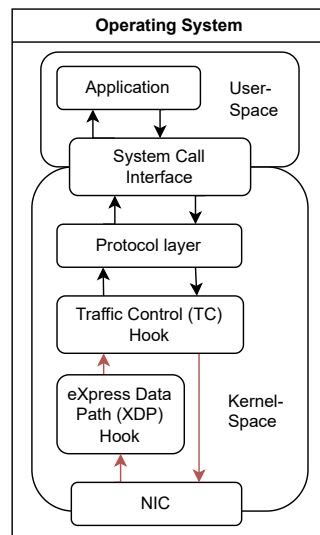 Operating System
Application
User-
Space
System Call
Interface
Protocol layer
Traffic Control (TC)
Hook
eXpress Data
Path (XDP)
Hook
Kernel-
Space
NIC